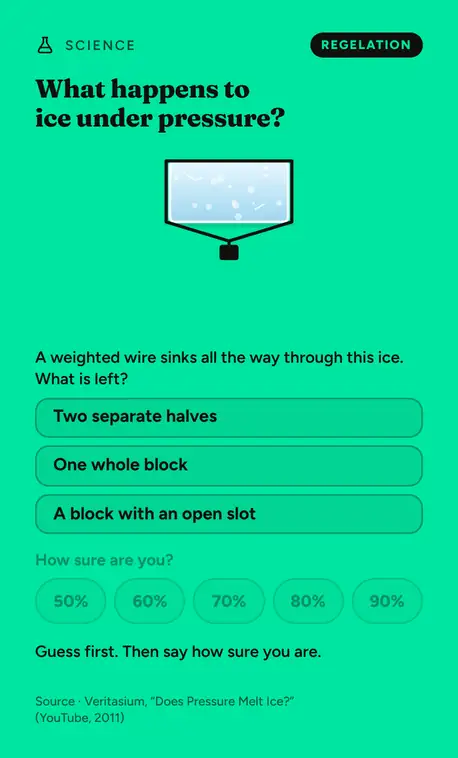 SCIENCE
REGELATION
What happens to
ice under pressure?
A weighted wire sinks all the way through this ice.
What is left?
Two separate halves
One whole block
A block with an open slot
How sure are you?
50%
60%
70%
80%
90%
Guess first. Then say how sure you are.
Source · Veritasium, “Does Pressure Melt Ice?”
(YouTube, 2011)